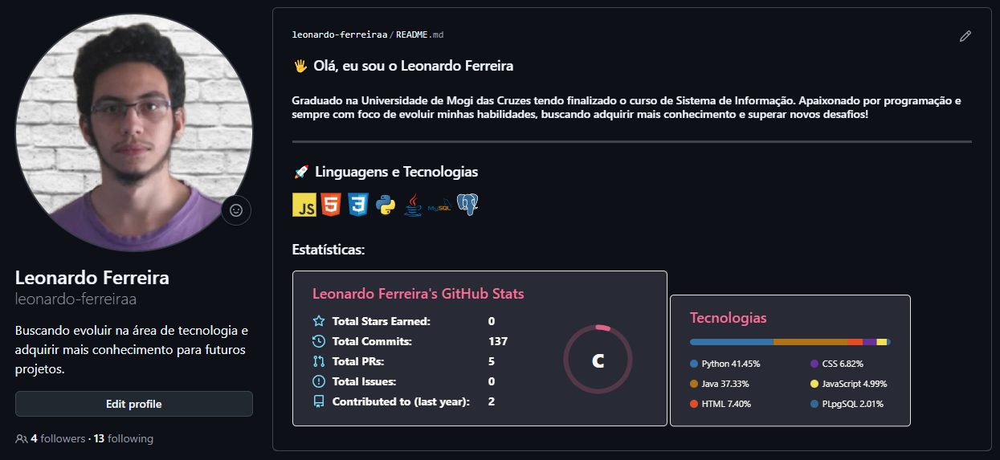 leonardo-ferreiraa/README.md
Olá, eu sou o Leonardo Ferreira
Graduado na Universidade de Mogi das Cruzes tendo finalizado o curso de Sistema de Informação. Apaixonado por programação e
sempre com foco de evoluir minhas habilidades, buscando adquirir mais conhecimento e superar novos desafios!
Linguagens e Tecnologias
JS 5 3 MySQL
Estatísticas:
Leonardo Ferreira's GitHub Stats
Total Stars Earned: 0
Total Commits: 137
Total PRs: 5
Total Issues: 0
Contributed to (last year): 2
C
Tecnologias
Python 41.45%
CSS 6.82%
Java 37.33%
JavaScript 4.99%
HTML 7.40%
PLpgSQL 2.01%
Leonardo Ferreira
leonardo-ferreiraa
Buscando evoluir na área de tecnologia e
adquirir mais conhecimento para futuros
projetos.
Edit profile
4 followers · 13 following